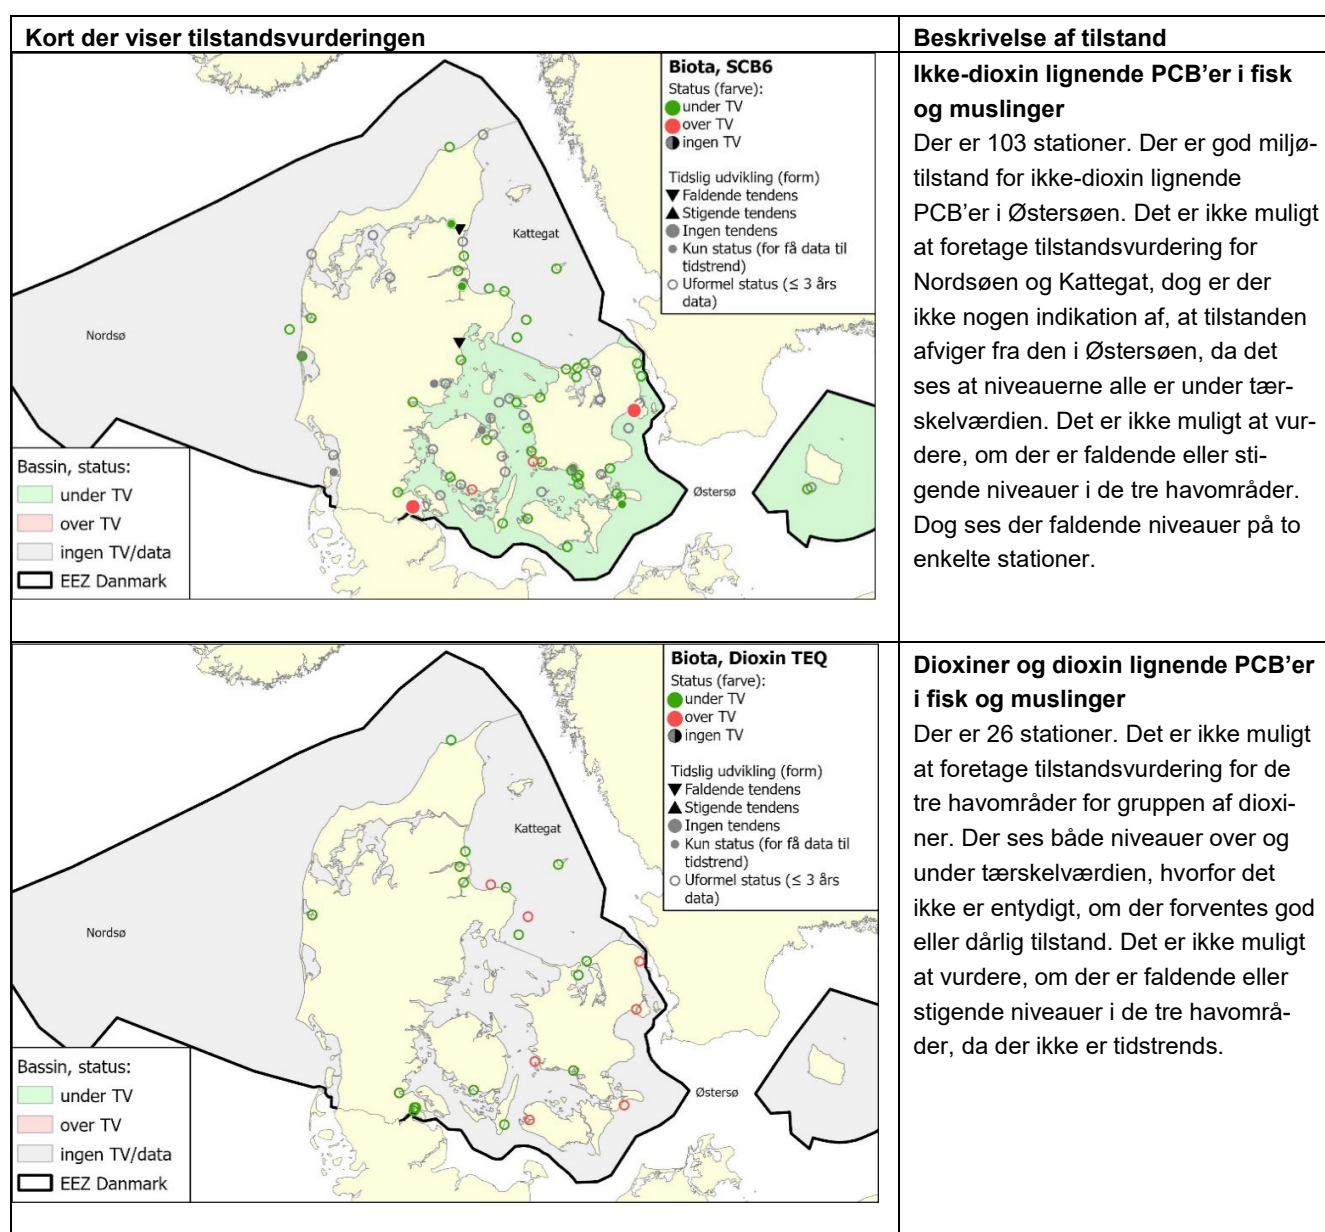 Kort der viser tilstandsvurderingen
Beskrivelse af tilstand
Biota, SCB6
Status (farve):
under TV
over TV
ingen TV
Tidslig udvikling (form)
Faldende tendens
Stigende tendens
Ingen tendens
Kun status (for få data til
tidstrend)
Uformel status (≤ 3 års
data)
Kattegat
Nordsø
Østersø
Bassin, status:
under TV
over TV
ingen TV/data
EEZ Danmark
Ikke-dioxin lignende PCB’er i fisk
og muslinger
Der er 103 stationer. Der er god miljø-
tilstand for ikke-dioxin lignende
PCB’er i Østersøen. Det er ikke muligt
at foretage tilstandsvurdering for
Nordsøen og Kattegat, dog er der
ikke nogen indikation af, at tilstanden
afviger fra den i Østersøen, da det
ses at niveauerne alle er under tær-
skelværdien. Det er ikke muligt at vur-
dere, om der er faldende eller sti-
gende niveauer i de tre havområder.
Dog ses der faldende niveauer på to
enkelte stationer.
Biota, Dioxin TEQ
Status (farve):
under TV
over TV
ingen TV
Tidslig udvikling (form)
Faldende tendens
Stigende tendens
Ingen tendens
Kun status (for få data til
tidstrend)
Uformel status (≤ 3 års
data)
Kattegat
Nordsø
Østersø
Bassin, status:
under TV
over TV
ingen TV/data
EEZ Danmark
Dioxiner og dioxin lignende PCB’er
i fisk og muslinger
Der er 26 stationer. Det er ikke muligt
at foretage tilstandsvurdering for de
tre havområder for gruppen af dioxi-
ner. Der ses både niveauer over og
under tærskelværdien, hvorfor det
ikke er entydigt, om der forventes god
eller dårlig tilstand. Det er ikke muligt
at vurdere, om der er faldende eller
stigende niveauer i de tre havområ-
der, da der ikke er tidstrends.